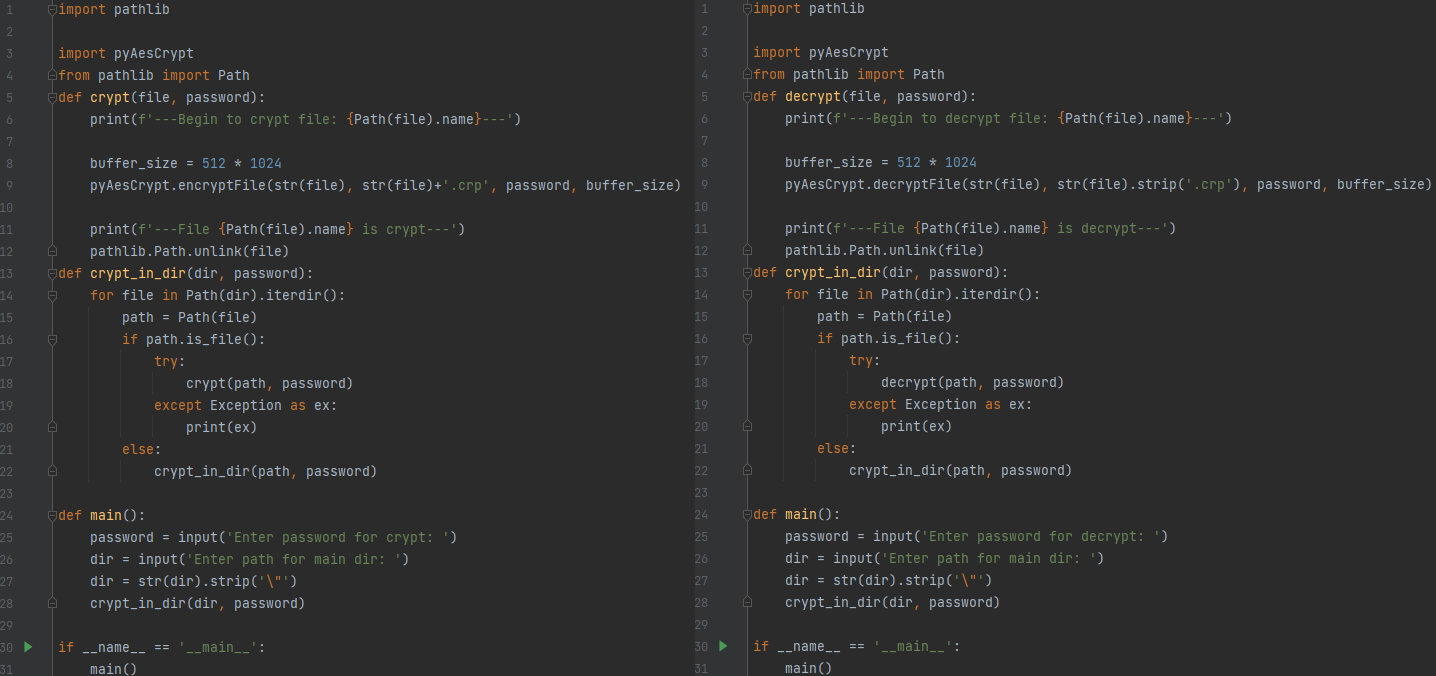 1 import pathlib
2
3 import pyAesCrypt
4 from pathlib import Path
5 def crypt(file, password):
6     print(f'---Begin to crypt file: {Path(file).name}---')
7
8     buffer_size = 512 * 1024
9     pyAesCrypt.encryptFile(str(file), str(file)+'.crp', password, buffer_size)
10
11     print(f'---File {Path(file).name} is crypt---')
12     pathlib.Path.unlink(file)
13 def crypt_in_dir(dir, password):
14     for file in Path(dir).iterdir():
15         path = Path(file)
16         if path.is_file():
17             try:
18                 crypt(path, password)
19             except Exception as ex:
20                 print(ex)
21         else:
22             crypt_in_dir(path, password)
23
24 def main():
25     password = input('Enter password for crypt: ')
26     dir = input('Enter path for main dir: ')
27     dir = str(dir).strip('\"')
28     crypt_in_dir(dir, password)
29
30 if __name__ == '__main__':
31     main()
1 import pathlib
2
3 import pyAesCrypt
4 from pathlib import Path
5 def decrypt(file, password):
6     print(f'---Begin to decrypt file: {Path(file).name}---')
7
8     buffer_size = 512 * 1024
9     pyAesCrypt.decryptFile(str(file), str(file).strip('.crp'), password, buffer_size)
10
11     print(f'---File {Path(file).name} is decrypt---')
12     pathlib.Path.unlink(file)
13 def crypt_in_dir(dir, password):
14     for file in Path(dir).iterdir():
15         path = Path(file)
16         if path.is_file():
17             try:
18                 decrypt(path, password)
19             except Exception as ex:
20                 print(ex)
21         else:
22             crypt_in_dir(path, password)
23
24 def main():
25     password = input('Enter password for decrypt: ')
26     dir = input('Enter path for main dir: ')
27     dir = str(dir).strip('\"')
28     crypt_in_dir(dir, password)
29
30 if __name__ == '__main__':
31     main()